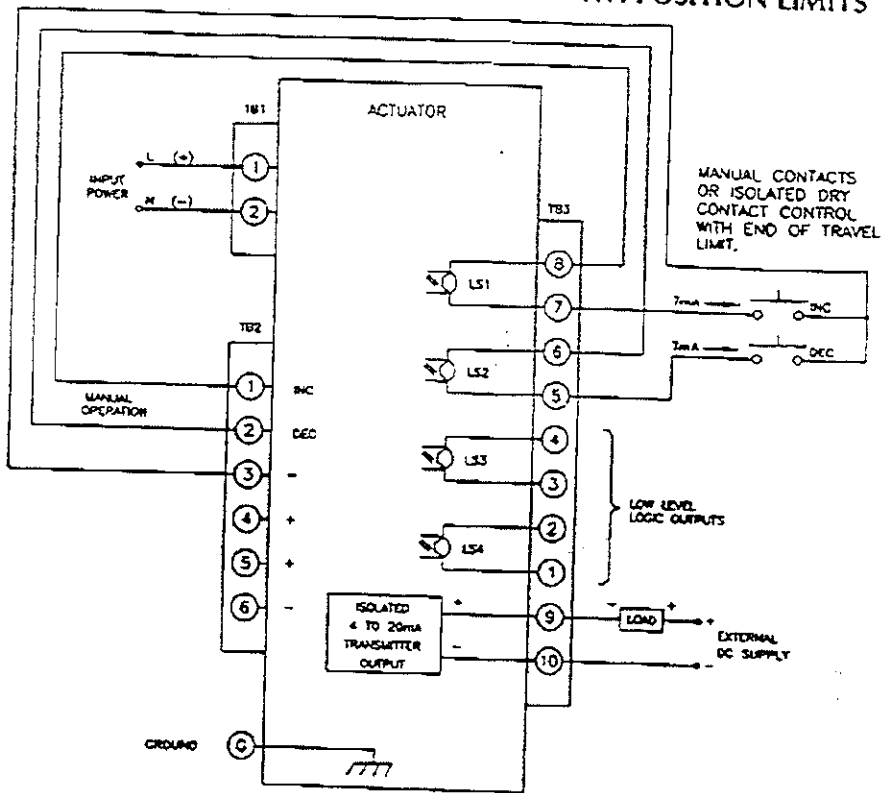 POSITION LIMITS
TB1
ACTUATOR
L (+)
1
INPUT
POWER
N (-)
2
TB3
MANUAL CONTACTS
OR ISOLATED DRY
CONTACT CONTROL
WITH END OF TRAVEL
LIMIT.
8
LS1
7
7mA
INC
TB2
6
LS2
7mA
DEC
5
1
INC
MANUAL
OPERATION
2
DEC
4
LS3
3
-
3
LOW LEVEL
LOGIC OUTPUTS
4
+
2
LS4
5
+
1
6
-
ISOLATED
4 TO 20mA
TRANSMITTER
OUTPUT
+
9
-
LOAD
+
+
EXTERNAL
DC SUPPLY
-
10
-
GROUND
G